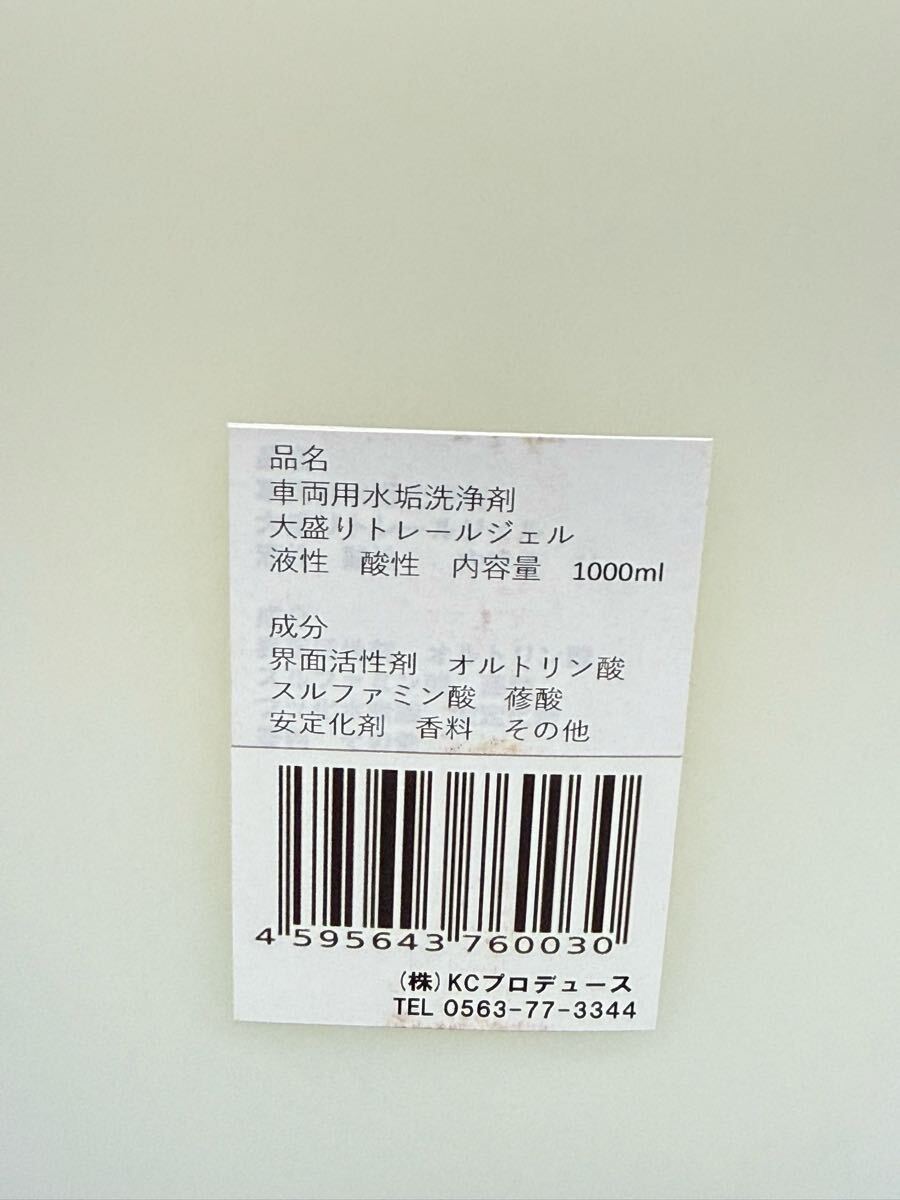 品名
車両用水垢洗浄剤
大盛りトレールジェル
液性 酸性 内容量 1000ml
成分
界面活性剤 オルトリン酸
スルファミン酸 蓚酸
安定化剤 香料 その他
4 595643 760030
(株)KCプロデュース
TEL 0563-77-3344